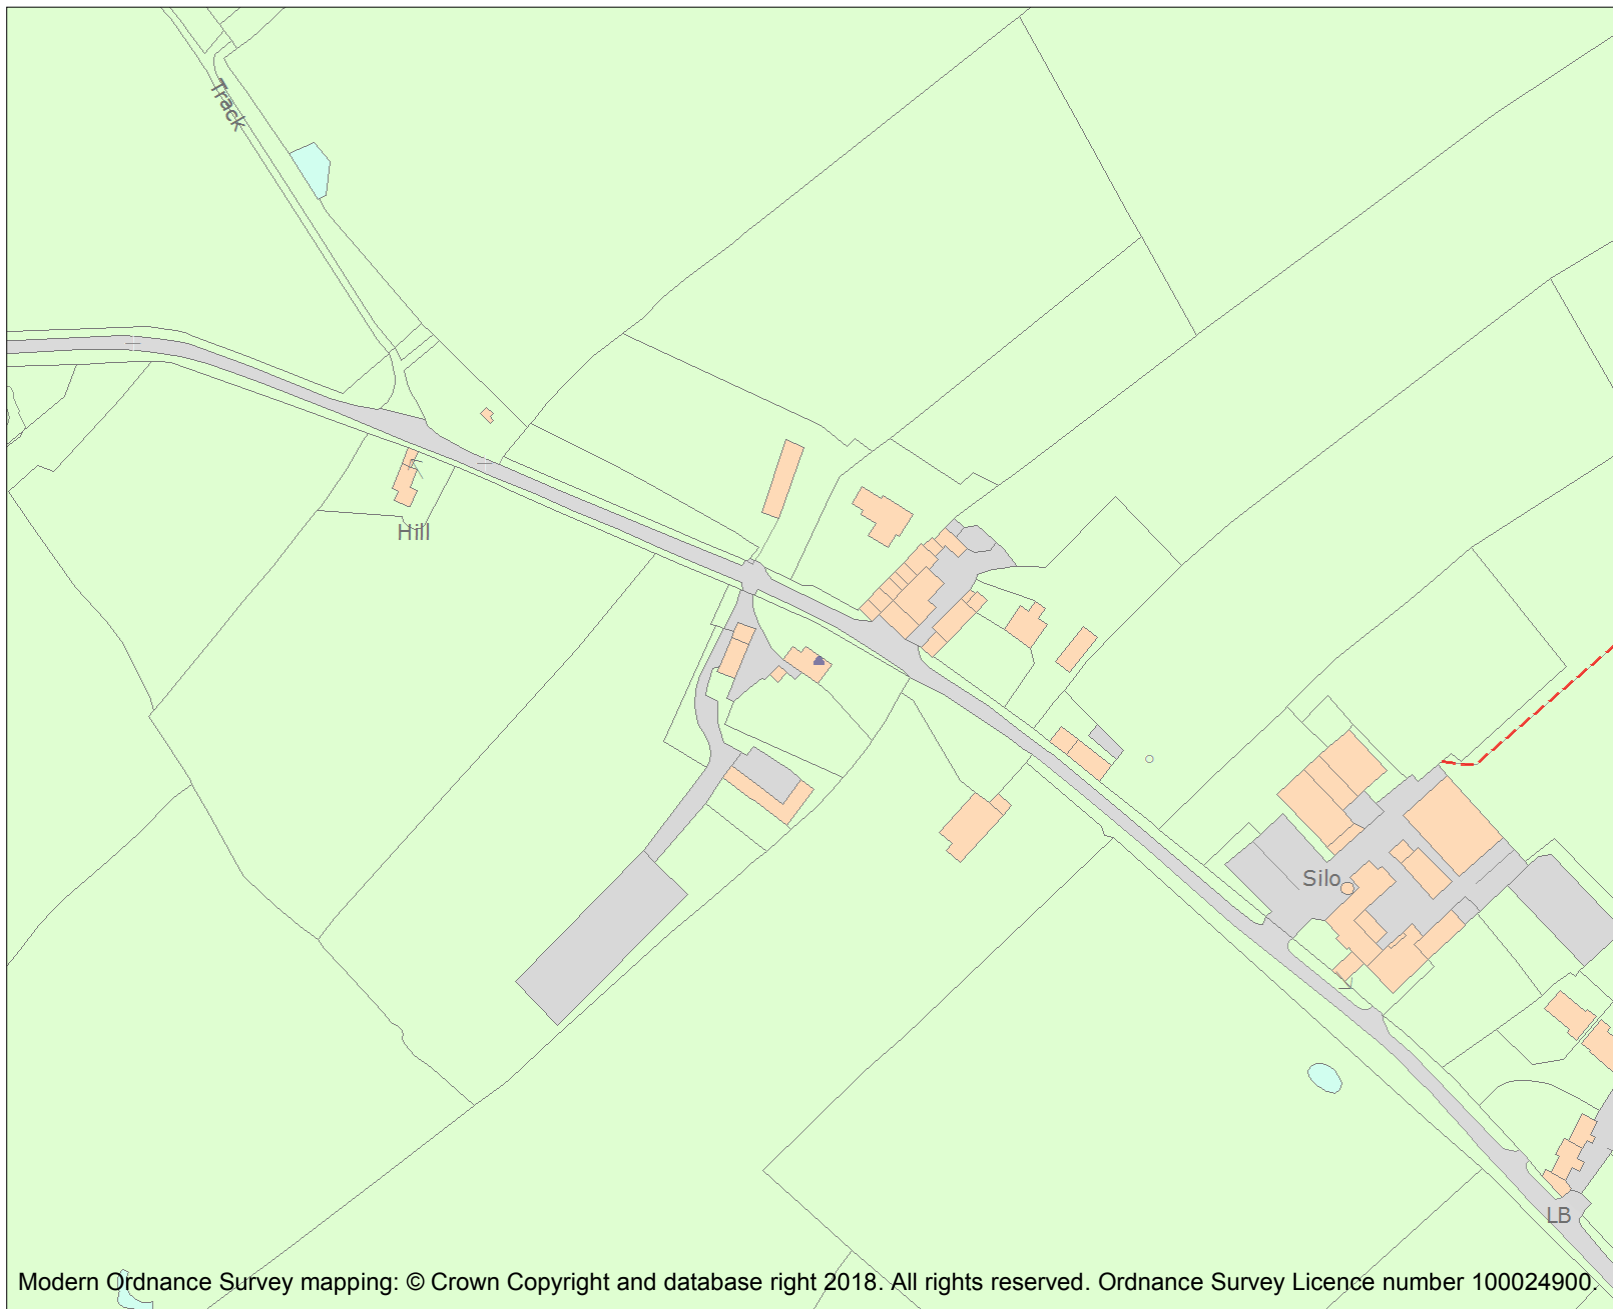 Track
Hill
Silo
LB
Modern Ordnance Survey mapping: © Crown Copyright and database right 2018. All rights reserved. Ordnance Survey Licence number 100024900.